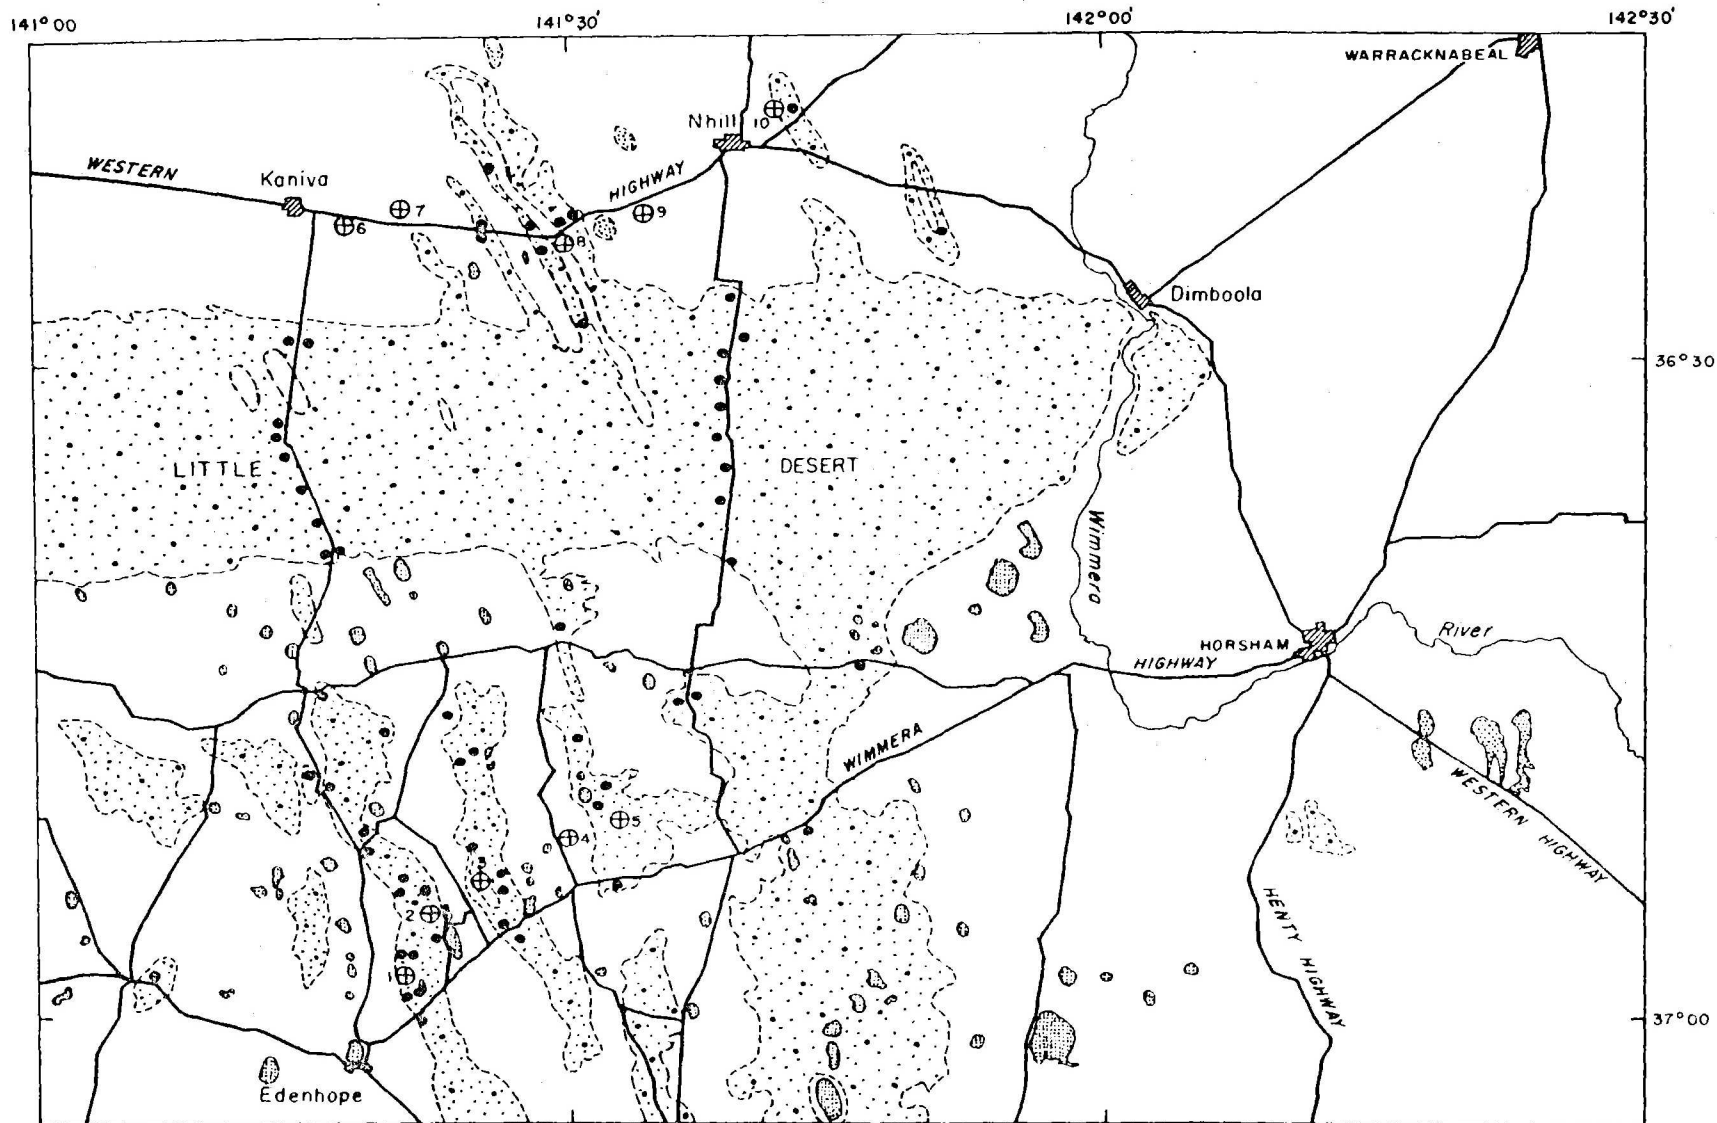 141°00'
141°30'
142°00'
142°30'
WARRACKNABEAL
Nhill
10
WESTERN
HIGHWAY
Kaniva
7
6
9
8
Dimboola
36°30
LITTLE
DESERT
Wimmera
River
HORSHAM
HIGHWAY
WIMMERA
WESTERN HIGHWAY
5
4
3
2
1
HENTY HIGHWAY
37°00
Edenhope